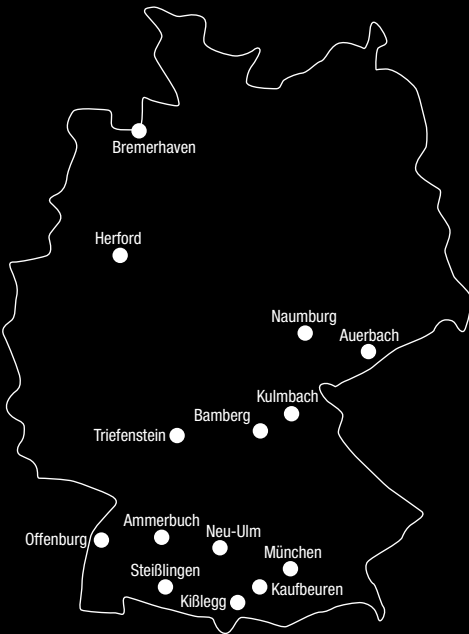 Bremerhaven
Herford
Naumburg
Auerbach
Kulmbach
Bamberg
Triefenstein
Ammerbuch
Offenburg
Neu-Ulm
München
Steißlingen
Kaufbeuren
Kißlegg